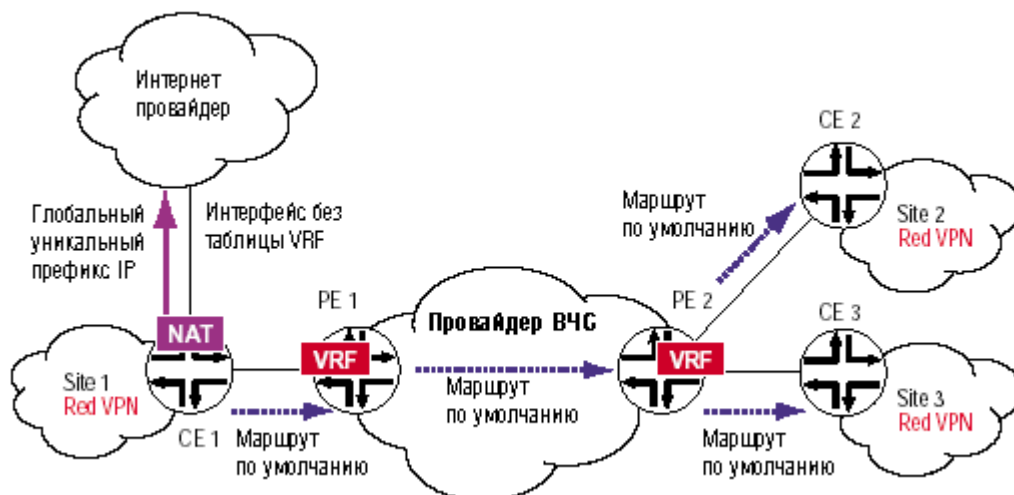 Интернет
провайдер
CE 2
Глобальный
уникальный
префикс IP
Интерфейс без
таблицы VRF
Маршрут
по умолчанию
Site 2
Red VPN
PE 1
PE 2
Провайдер ВЧС
CE 3
NAT
VRF
VRF
Site 1
Red VPN
Маршрут
по умолчанию
Site 3
Red VPN
CE 1
Маршрут
по умолчанию
Маршрут
по умолчанию